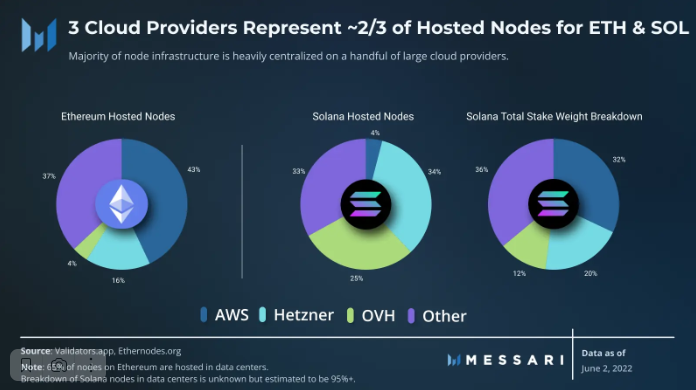 3 Cloud Providers Represent ~2/3 of Hosted Nodes for ETH & SOL
Majority of node infrastructure is heavily centralized on a handful of large cloud providers.
Ethereum Hosted Nodes
43%
16%
4%
37%
Solana Hosted Nodes
4%
34%
25%
33%
Solana Total Stake Weight Breakdown
32%
20%
12%
36%
AWS
Hetzner
OVH
Other
Source: Validators.app, Ethernodes.org
Note: 65% of nodes on Ethereum are hosted in data centers.
Breakdown of Solana nodes in data centers is unknown but estimated to be 95%+.
MESSARI
Data as of
June 2, 2022